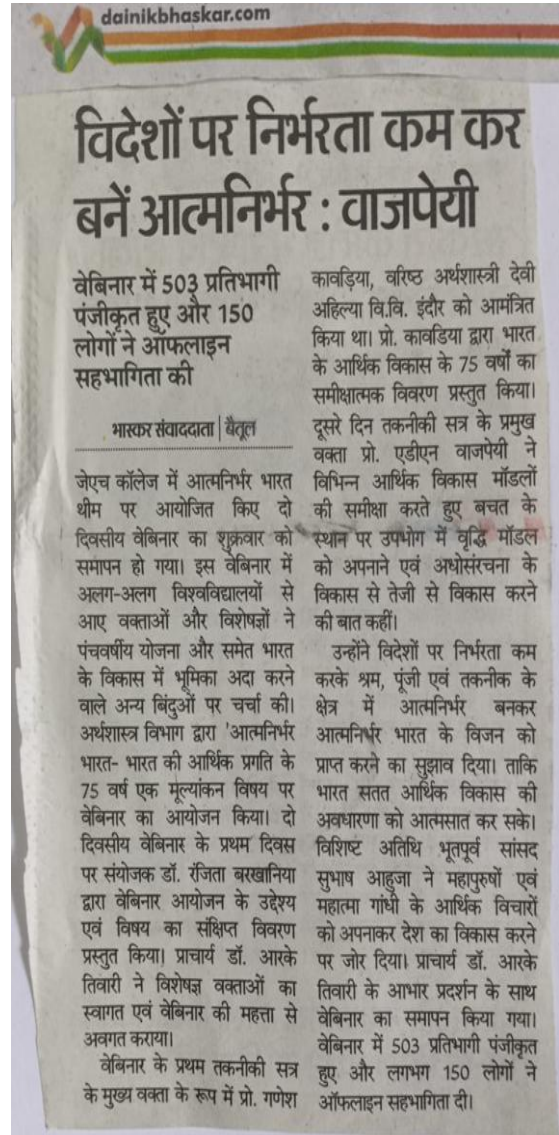 dainikbhaskar.com
विदेशों पर निर्भरता कम कर
बनें आत्मनिर्भर : वाजपेयी
वेबिनार में 503 प्रतिभागी
पंजीकृत हुए और 150
लोगों ने ऑफलाइन
सहभागिता की
भास्कर संवाददाता | बैतूल
जेएच कॉलेज में आत्मनिर्भर भारत
थीम पर आयोजित किए दो
दिवसीय वेबिनार का शुक्रवार को
समापन हो गया। इस वेबिनार में
अलग-अलग विश्वविद्यालयों से
आए वक्ताओं और विशेषज्ञों ने
पंचवर्षीय योजना और समेत भारत
के विकास में भूमिका अदा करने
वाले अन्य बिंदुओं पर चर्चा की।
अर्थशास्त्र विभाग द्वारा 'आत्मनिर्भर
भारत- भारत की आर्थिक प्रगति के
75 वर्ष एक मूल्यांकन विषय पर
वेबिनार का आयोजन किया। दो
दिवसीय वेबिनार के प्रथम दिवस
पर संयोजक डॉ. रंजिता बरखानिया
द्वारा वेबिनार आयोजन के उद्देश्य
एवं विषय का संक्षिप्त विवरण
प्रस्तुत किया। प्राचार्य डॉ. आरके
तिवारी ने विशेषज्ञ वक्ताओं का
स्वागत एवं वेबिनार की महत्ता से
अवगत कराया।
वेबिनार के प्रथम तकनीकी सत्र
के मुख्य वक्ता के रूप में प्रो. गणेश
कावड़िया, वरिष्ठ अर्थशास्त्री देवी
अहिल्या वि.वि. इंदौर को आमंत्रित
किया था। प्रो. कावडिया द्वारा भारत
के आर्थिक विकास के 75 वर्षों का
समीक्षात्मक विवरण प्रस्तुत किया।
दूसरे दिन तकनीकी सत्र के प्रमुख
वक्ता प्रो. एडीएन वाजपेयी ने
विभिन्न आर्थिक विकास मॉडलों
की समीक्षा करते हुए बचत के
स्थान पर उपभोग में वृद्धि मॉडल
को अपनाने एवं अधोसंरचना के
विकास से तेजी से विकास करने
की बात कहीं।
उन्होंने विदेशों पर निर्भरता कम
करके श्रम, पूंजी एवं तकनीक के
क्षेत्र में आत्मनिर्भर बनकर
आत्मनिर्भर भारत के विजन को
प्राप्त करने का सुझाव दिया। ताकि
भारत सतत आर्थिक विकास की
अवधारणा को आत्मसात कर सके।
विशिष्ट अतिथि भूतपूर्व सांसद
सुभाष आहूजा ने महापुरुषों एवं
महात्मा गांधी के आर्थिक विचारों
को अपनाकर देश का विकास करने
पर जोर दिया। प्राचार्य डॉ. आरके
तिवारी के आभार प्रदर्शन के साथ
वेबिनार का समापन किया गया।
वेबिनार में 503 प्रतिभागी पंजीकृत
हुए और लगभग 150 लोगों ने
ऑफलाइन सहभागिता दी।